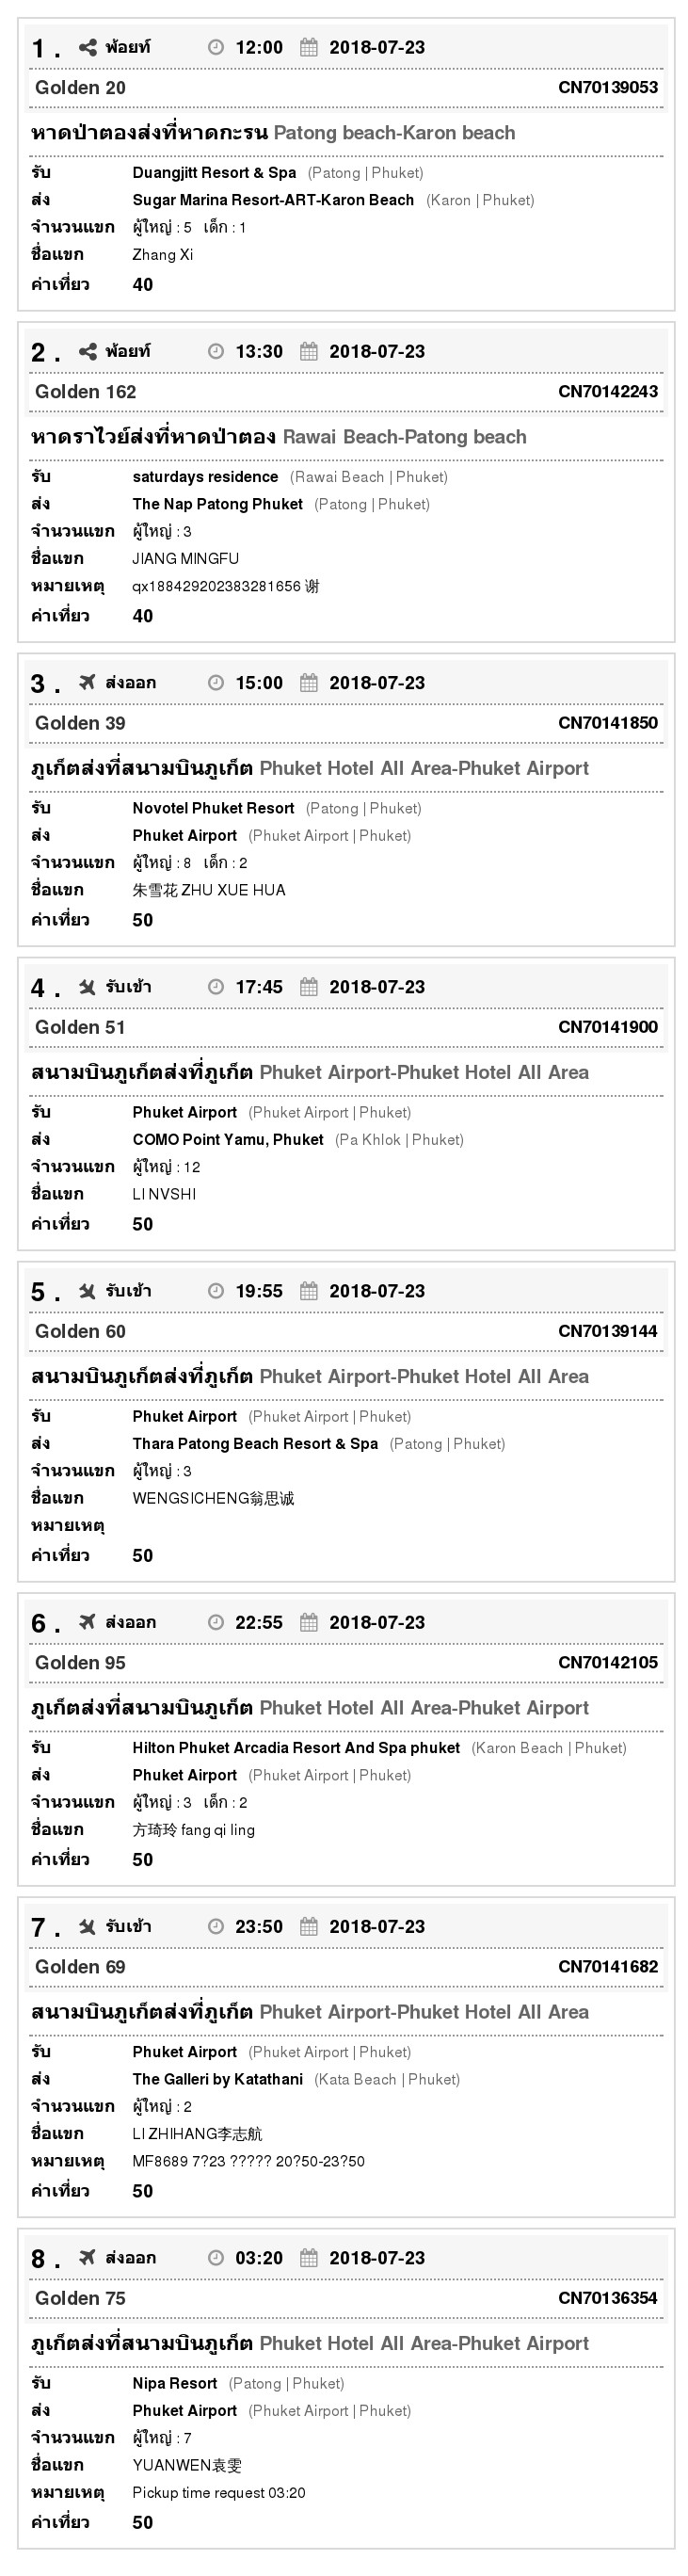 1 . พ้อยท์ 12:00 2018-07-23
Golden 20 CN70139053
หาดป่าตองส่งที่หาดกะรน Patong beach-Karon beach
รับ Duangjitt Resort & Spa (Patong | Phuket)
ส่ง Sugar Marina Resort-ART-Karon Beach (Karon | Phuket)
จำนวนแขก ผู้ใหญ่ : 5 เด็ก : 1
ชื่อแขก Zhang Xi
ค่าเที่ยว 40
2 . พ้อยท์ 13:30 2018-07-23
Golden 162 CN70142243
หาดราไวย์ส่งที่หาดป่าตอง Rawai Beach-Patong beach
รับ saturdays residence (Rawai Beach | Phuket)
ส่ง The Nap Patong Phuket (Patong | Phuket)
จำนวนแขก ผู้ใหญ่ : 3
ชื่อแขก JIANG MINGFU
หมายเหตุ qx188429202383281656 谢
ค่าเที่ยว 40
3 . ส่งออก 15:00 2018-07-23
Golden 39 CN70141850
ภูเก็ตส่งที่สนามบินภูเก็ต Phuket Hotel All Area-Phuket Airport
รับ Novotel Phuket Resort (Patong | Phuket)
ส่ง Phuket Airport (Phuket Airport | Phuket)
จำนวนแขก ผู้ใหญ่ : 8 เด็ก : 2
ชื่อแขก 朱雪花 ZHU XUE HUA
ค่าเที่ยว 50
4 . รับเข้า 17:45 2018-07-23
Golden 51 CN70141900
สนามบินภูเก็ตส่งที่ภูเก็ต Phuket Airport-Phuket Hotel All Area
รับ Phuket Airport (Phuket Airport | Phuket)
ส่ง COMO Point Yamu, Phuket (Pa Khlok | Phuket)
จำนวนแขก ผู้ใหญ่ : 12
ชื่อแขก LI NVSHI
ค่าเที่ยว 50
5 . รับเข้า 19:55 2018-07-23
Golden 60 CN70139144
สนามบินภูเก็ตส่งที่ภูเก็ต Phuket Airport-Phuket Hotel All Area
รับ Phuket Airport (Phuket Airport | Phuket)
ส่ง Thara Patong Beach Resort & Spa (Patong | Phuket)
จำนวนแขก ผู้ใหญ่ : 3
ชื่อแขก WENGSICHENG翁思诚
หมายเหตุ
ค่าเที่ยว 50
6 . ส่งออก 22:55 2018-07-23
Golden 95 CN70142105
ภูเก็ตส่งที่สนามบินภูเก็ต Phuket Hotel All Area-Phuket Airport
รับ Hilton Phuket Arcadia Resort And Spa phuket (Karon Beach | Phuket)
ส่ง Phuket Airport (Phuket Airport | Phuket)
จำนวนแขก ผู้ใหญ่ : 3 เด็ก : 2
ชื่อแขก 方琦玲 fang qi ling
ค่าเที่ยว 50
7 . รับเข้า 23:50 2018-07-23
Golden 69 CN70141682
สนามบินภูเก็ตส่งที่ภูเก็ต Phuket Airport-Phuket Hotel All Area
รับ Phuket Airport (Phuket Airport | Phuket)
ส่ง The Galleri by Katathani (Kata Beach | Phuket)
จำนวนแขก ผู้ใหญ่ : 2
ชื่อแขก LI ZHIHANG李志航
หมายเหตุ MF8689 7?23 ????? 20?50-23?50
ค่าเที่ยว 50
8 . ส่งออก 03:20 2018-07-23
Golden 75 CN70136354
ภูเก็ตส่งที่สนามบินภูเก็ต Phuket Hotel All Area-Phuket Airport
รับ Nipa Resort (Patong | Phuket)
ส่ง Phuket Airport (Phuket Airport | Phuket)
จำนวนแขก ผู้ใหญ่ : 7
ชื่อแขก YUANWEN袁雯
หมายเหตุ Pickup time request 03:20
ค่าเที่ยว 50